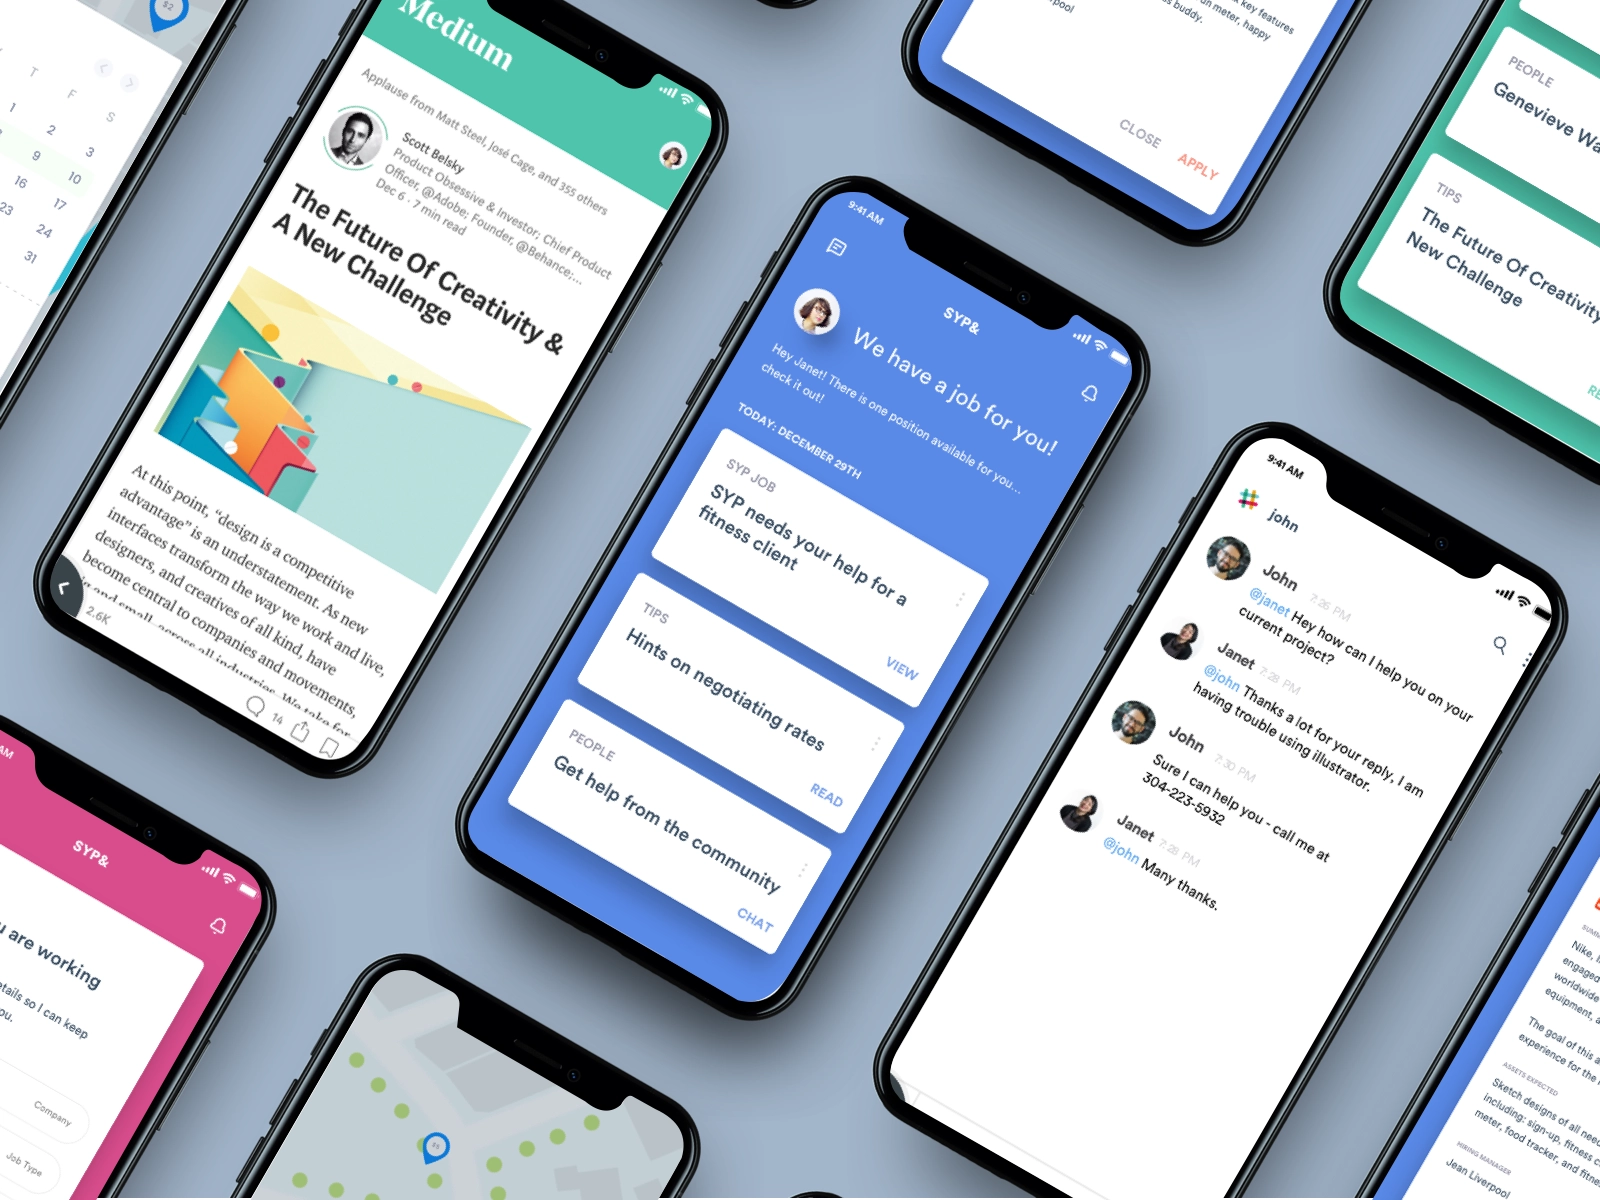 $2
T
F
S
1
2
3
9
10
16
17
23
24
31
Medium
Applause from Matt Steel, José Cage, and 355 others
Scott Belsky
Product Obsessive & Investor; Chief Product
Officer, @Adobe; Founder, @Behance;...
Dec 6 · 7 min read
The Future Of Creativity &
A New Challenge
At this point, “design is a competitive
advantage” is an understatement. As new
interfaces transform the way we work and live,
designers, and creatives of all kind, have
become central to companies and movements,
and small, across all industries. We take for
2.6K
14
key features
meter, happy
buddy.
CLOSE
APPLY
PEOPLE
Genevieve
TIPS
The Future Of Creativity
New Challenge
9:41 AM
SYP&
We have a job for you!
Hey Janet! There is one position available for you...
check it out!
TODAY: DECEMBER 29TH
SYP JOB
SYP needs your help for a
fitness client
VIEW
TIPS
Hints on negotiating rates
READ
PEOPLE
Get help from the community
CHAT
9:41 AM
john
John 7:26 PM
@janet Hey how can I help you on your
current project?
Janet 7:28 PM
@john Thanks a lot for your reply, I am
having trouble using illustrator.
John 7:30 PM
Sure I can help you - call me at
304-223-5932
Janet 7:28 PM
@john Many thanks.
AM
SYP&
are working
details so I can keep
you.
Company
Job Type
Nike,
engaged
worldwide
equipment,
The goal of this a
experience for the
ASSETS EXPECTED
Sketch designs of all
including: sign-up, fitness
meter, food tracker, and
HIRING MANAGER
Jean Liverpool